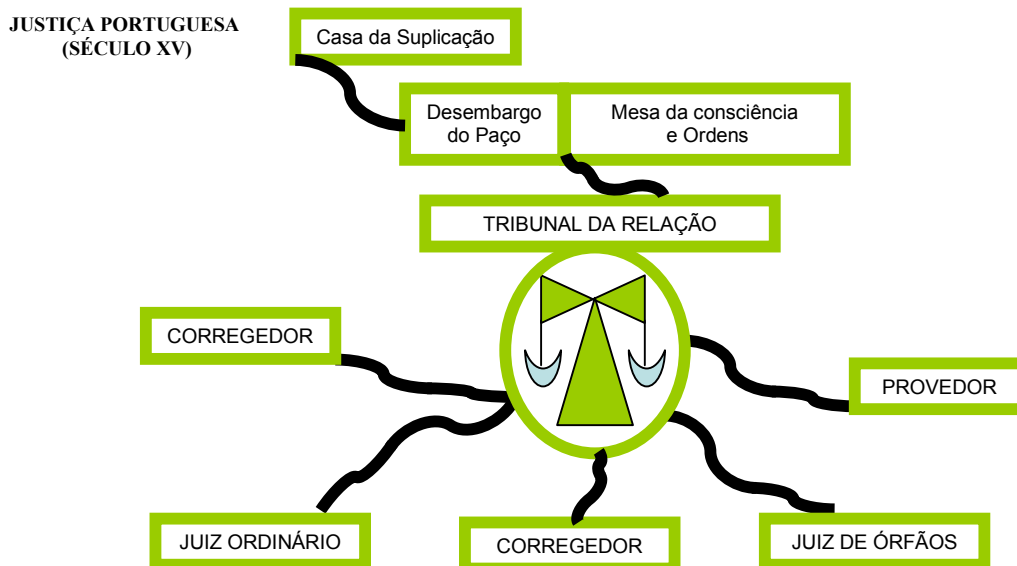 JUSTIÇA PORTUGUESA
(SÉCULO XV)
Casa da Suplicação
Desembargo
do Paço
Mesa da consciência
e Ordens
TRIBUNAL DA RELAÇÃO
CORREGEDOR
PROVEDOR
JUIZ ORDINÁRIO
CORREGEDOR
JUIZ DE ÓRFÃOS